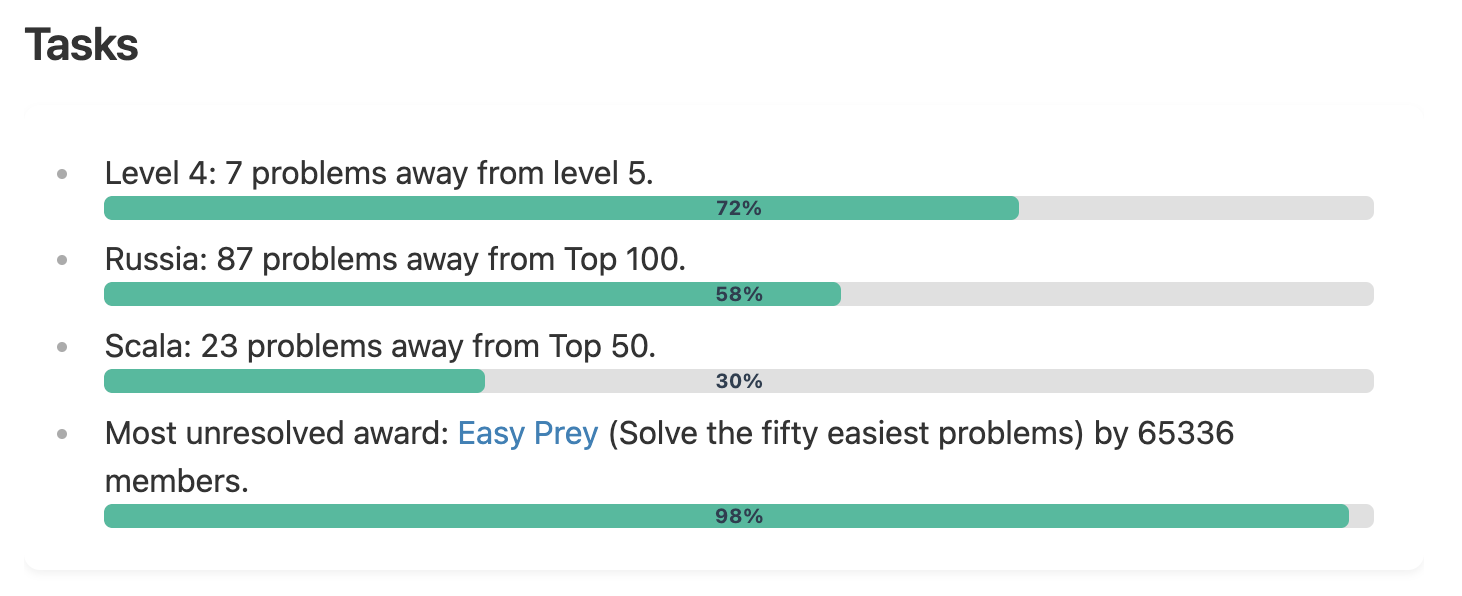 Tasks
Level 4: 7 problems away from level 5.
72%
Russia: 87 problems away from Top 100.
58%
Scala: 23 problems away from Top 50.
30%
Most unresolved award: Easy Prey (Solve the fifty easiest problems) by 65336
members.
98%